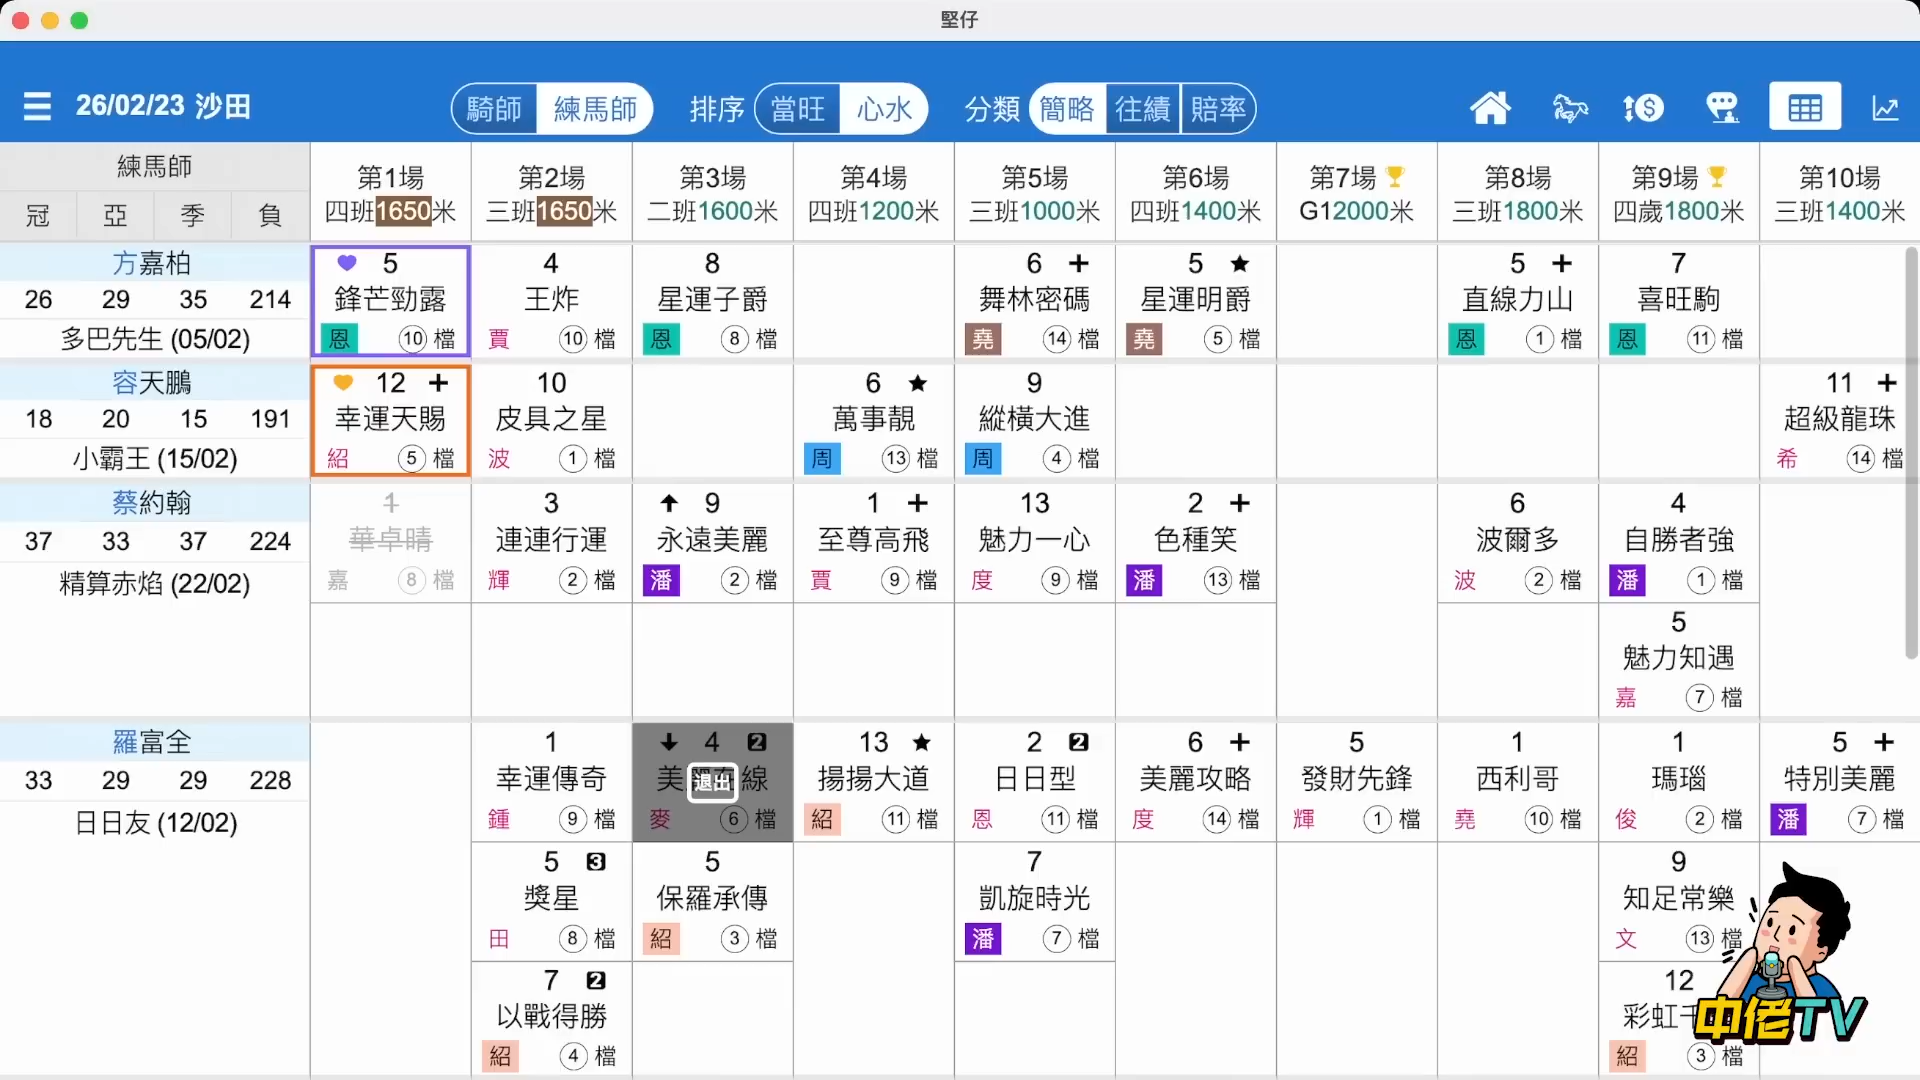 堅仔
26/02/23 沙田
騎師 練馬師 排序 當旺 心水 分類 簡略 往績 賠率
練馬師
冠 亞 季 負
第1場 第2場 第3場 第4場 第5場 第6場 第7場 第8場 第9場 第10場
四班1650米 三班1650米 二班1600米 四班1200米 三班1000米 四班1400米 G12000米 三班1800米 四歲1800米 三班1400米
方嘉柏
26 29 35 214
多巴先生 (05/02)
5 4 8 6 + 5 ★ 5 + 7
鋒芒勁露 王炸 星運子爵 舞林密碼 星運明爵 直線力山 喜旺駒
恩 10 檔 賈 10 檔 恩 8 檔 堯 14 檔 堯 5 檔 恩 1 檔 恩 11 檔
容天鵬
18 20 15 191
小霸王 (15/02)
12 + 10 6 ★ 9 11 +
幸運天賜 皮具之星 萬事靚 縱橫大進 超級龍珠
紹 5 檔 波 1 檔 周 13 檔 周 4 檔 希 14 檔
蔡約翰
37 33 37 224
精算赤焰 (22/02)
1 3 9 1 + 13 2 + 6 4
華卓晴 連連行運 永遠美麗 至尊高飛 魅力一心 色種笑 波爾多 自勝者強
嘉 8 檔 輝 2 檔 潘 2 檔 賈 9 檔 度 9 檔 潘 13 檔 波 2 檔 潘 1 檔
5
魅力知遇
嘉 7 檔
羅富全
33 29 29 228
日日友 (12/02)
1 4 2 13 ★ 2 2 6 + 5 1 1 5 +
幸運傳奇 美 退出 線 揚揚大道 日日型 美麗攻略 發財先鋒 西利哥 瑪瑙 特別美麗
鍾 9 檔 麥 6 檔 紹 11 檔 恩 11 檔 度 14 檔 輝 1 檔 堯 10 檔 俊 2 檔 潘 7 檔
5 3 5 7 9
獎星 保羅承傳 凱旋時光 知足常樂
田 8 檔 紹 3 檔 潘 7 檔 文 13 檔
7 2 12
以戰得勝 彩虹
紹 4 檔 紹 3 檔
中佬TV